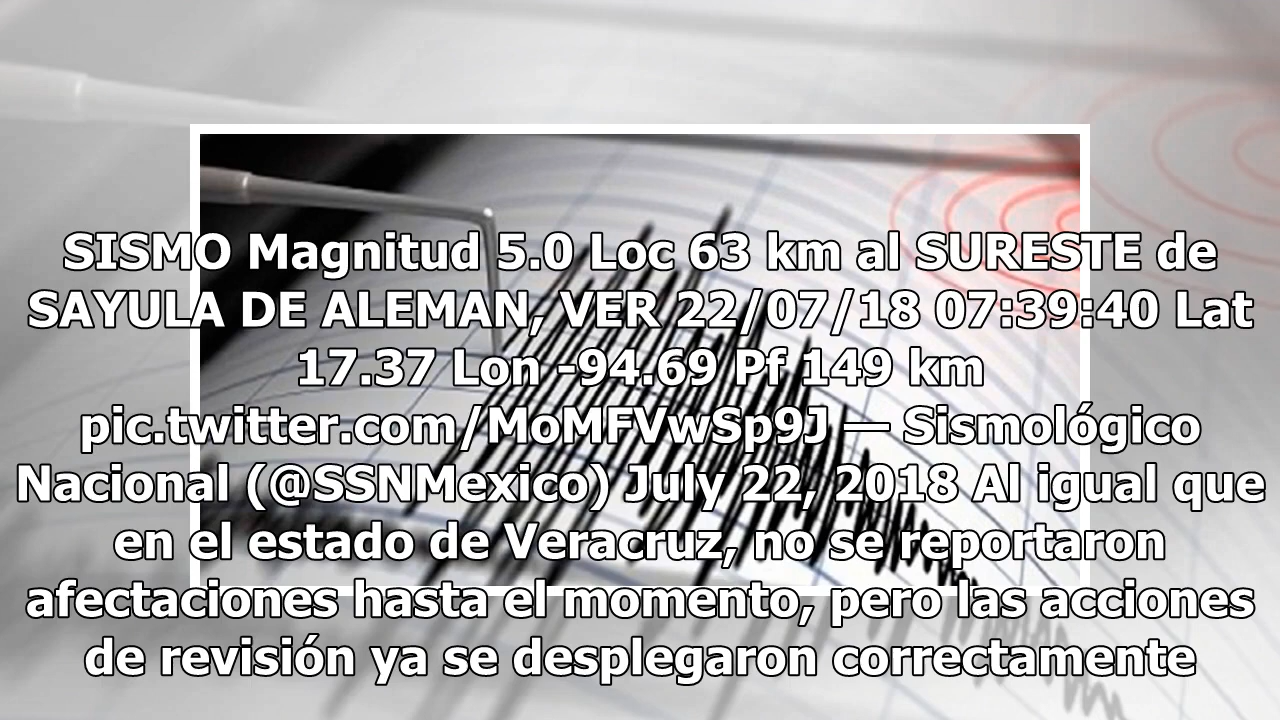 SISMO Magnitud 5.0 Loc 63 km al SURESTE de
SAYULA DE ALEMAN, VER 22/07/18 07:39:40 Lat
17.37 Lon -94.69 Pf 149 km
pic.twitter.com/MoMFVwSp9J — Sismológico
Nacional (@SSNMexico) July 22, 2018 Al igual que
en el estado de Veracruz, no se reportaron
afectaciones hasta el momento, pero las acciones
de revisión ya se desplegaron correctamente